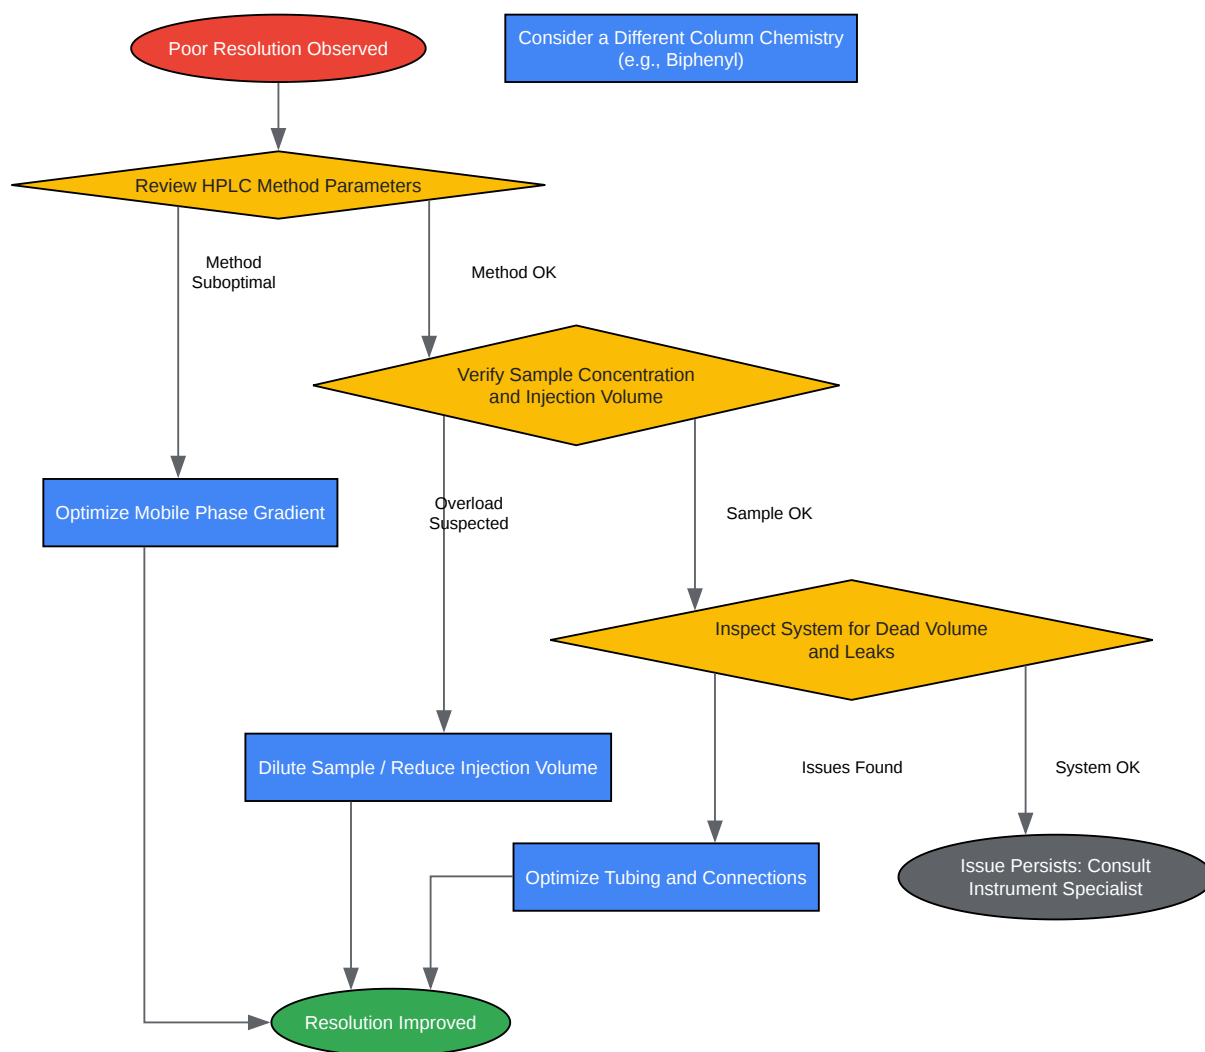 Poor Resolution Observed
Consider a Different Column Chemistry
(e.g., Biphenyl)
Review HPLC Method Parameters
Method
Suboptimal
Method OK
Verify Sample Concentration
and Injection Volume
Optimize Mobile Phase Gradient
Overload
Suspected
Sample OK
Inspect System for Dead Volume
and Leaks
Dilute Sample / Reduce Injection Volume
Issues Found
System OK
Optimize Tubing and Connections
Issue Persists: Consult
Instrument Specialist
Resolution Improved